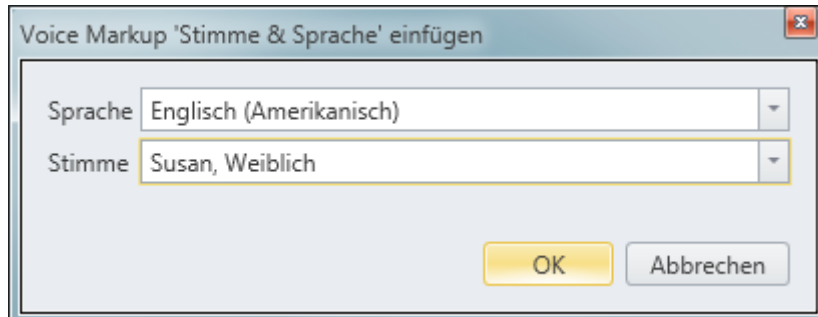 Voice Markup 'Stimme & Sprache' einfügen
Sprache Englisch (Amerikanisch)
Stimme Susan, Weiblich
OK Abbrechen